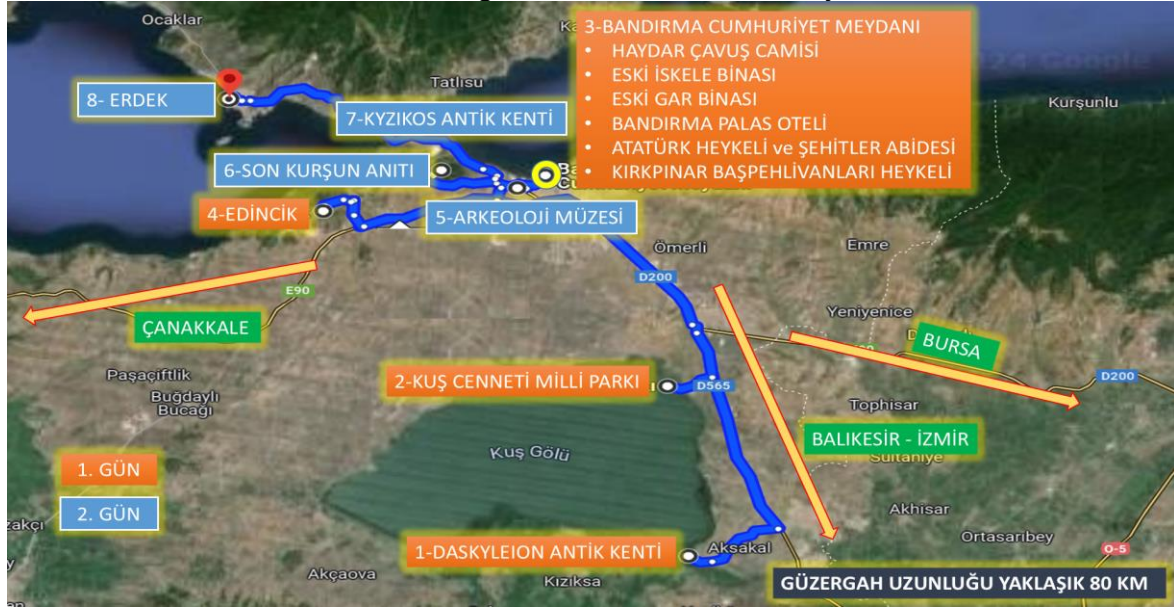 Ocaklar
3-BANDIRMA CUMHURİYET MEYDANI
• HAYDAR ÇAVUŞ CAMİSİ
• ESKİ İSKELE BİNASI
• ESKİ GAR BİNASI
• BANDIRMA PALAS OTELİ
• ATATÜRK HEYKELİ ve ŞEHİTLER ABİDESİ
• KIRKPINAR BAŞPEHLİVANLARI HEYKELİ
Tatlısu
Kurşunlu
8- ERDEK
7-KYZIKOS ANTİK KENTİ
6-SON KURŞUN ANITI
4-EDİNCİK
5-ARKEOLOJİ MÜZESİ
Ömerli
Emre
D200
E90
ÇANAKKALE
Yeniyenice
BURSA
Paşaçiftlik
Buğdaylı
Bucağı
2-KUŞ CENNETİ MİLLİ PARKI
D565
D200
Tophisar
Kuş Gölü
BALIKESİR - İZMİR
Sultaniye
1. GÜN
2. GÜN
Akhisar
Ortasarıbey
O-5
1-DASKYLEION ANTİK KENTİ
Aksakal
Akçaova
Kızıksa
GÜZERGAH UZUNLUĞU YAKLAŞIK 80 KM